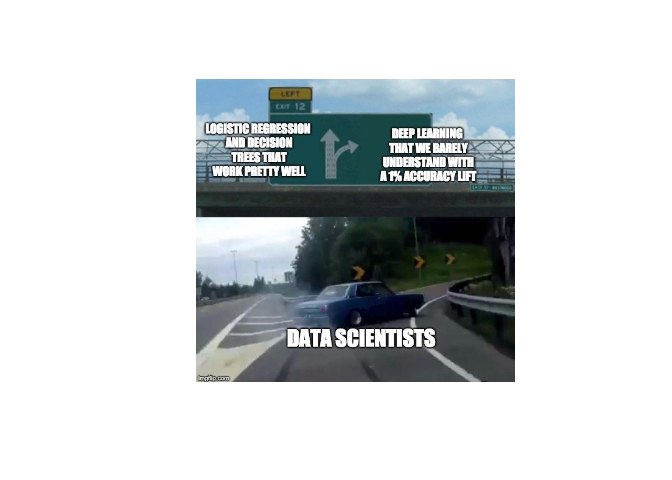 LEFT
EXIT 12
LOGISTIC REGRESSION
AND DECISION
TREES THAT
WORK PRETTY WELL
DEEP LEARNING
THAT WE BARELY
UNDERSTAND WITH
A 1% ACCURACY LIFT
DATA SCIENTISTS
imgflip.com